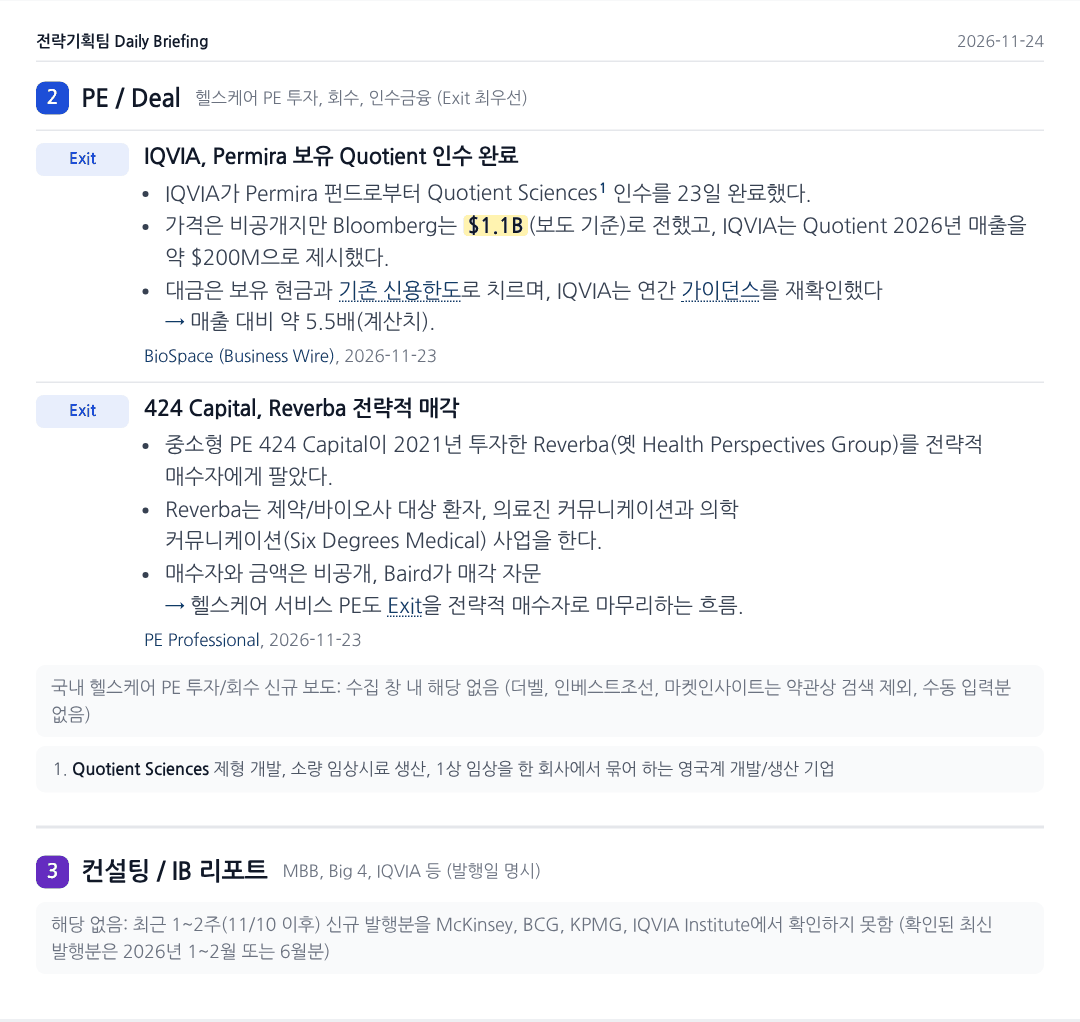 전략기획팀 Daily Briefing 2026-11-24
2 PE / Deal 헬스케어 PE 투자, 회수, 인수금융 (Exit 최우선)
Exit IQVIA, Permira 보유 Quotient 인수 완료
• IQVIA가 Permira 펀드로부터 Quotient Sciences¹ 인수를 23일 완료했다.
• 가격은 비공개지만 Bloomberg는 $1.1B(보도 기준)로 전했고, IQVIA는 Quotient 2026년 매출을
약 $200M으로 제시했다.
• 대금은 보유 현금과 기존 신용한도로 치르며, IQVIA는 연간 가이던스를 재확인했다
→ 매출 대비 약 5.5배(계산치).
BioSpace (Business Wire), 2026-11-23
Exit 424 Capital, Reverba 전략적 매각
• 중소형 PE 424 Capital이 2021년 투자한 Reverba(옛 Health Perspectives Group)를 전략적
매수자에게 팔았다.
• Reverba는 제약/바이오사 대상 환자, 의료진 커뮤니케이션과 의학
커뮤니케이션(Six Degrees Medical) 사업을 한다.
• 매수자와 금액은 비공개, Baird가 매각 자문
→ 헬스케어 서비스 PE도 Exit을 전략적 매수자로 마무리하는 흐름.
PE Professional, 2026-11-23
국내 헬스케어 PE 투자/회수 신규 보도: 수집 창 내 해당 없음 (더벨, 인베스트조선, 마켓인사이트는 약관상 검색 제외, 수동 입력분
없음)
1. Quotient Sciences 제형 개발, 소량 임상시료 생산, 1상 임상을 한 회사에서 묶어 하는 영국계 개발/생산 기업
3 컨설팅 / IB 리포트 MBB, Big 4, IQVIA 등 (발행일 명시)
해당 없음: 최근 1~2주(11/10 이후) 신규 발행분을 McKinsey, BCG, KPMG, IQVIA Institute에서 확인하지 못함 (확인된 최신
발행분은 2026년 1~2월 또는 6월분)